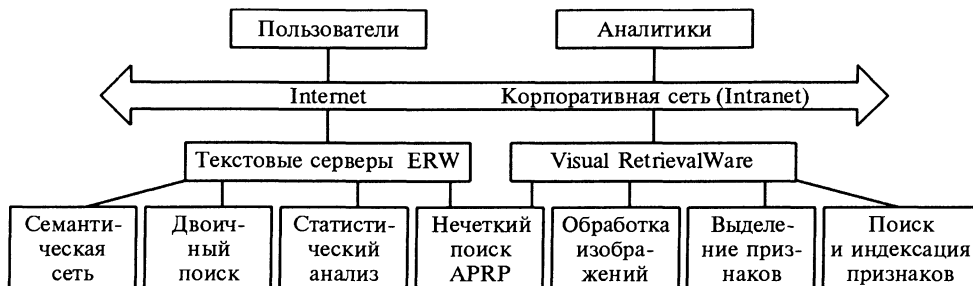 Пользователи
Аналитики
Internet
Корпоративная сеть (Intranet)
Текстовые серверы ERW
Visual RetrievalWare
Семанти-
ческая
сеть
Двоич-
ный
поиск
Статисти-
ческий
анализ
Нечеткий
поиск
APRP
Обработка
изобра-
жений
Выделе-
ние приз-
наков
Поиск
и индексация
признаков